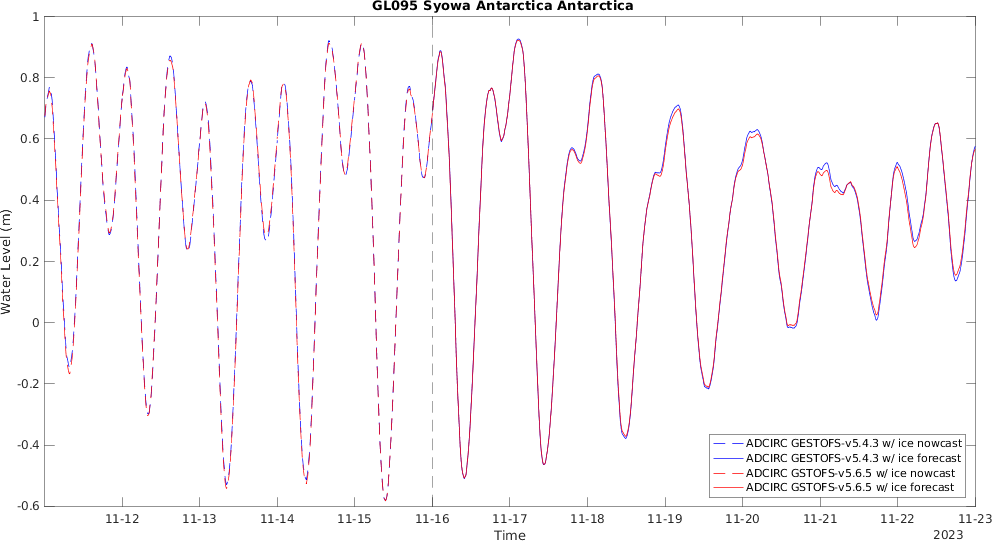 GL095 Syowa Antarctica Antarctica
Water Level (m)
1
0.8
0.6
0.4
0.2
0
-0.2
-0.4
-0.6
ADCIRC GESTOFS-v5.4.3 w/ ice nowcast
ADCIRC GESTOFS-v5.4.3 w/ ice forecast
ADCIRC GSTOFS-v5.6.5 w/ ice nowcast
ADCIRC GSTOFS-v5.6.5 w/ ice forecast
11-12 11-13 11-14 11-15 11-16 11-17 11-18 11-19 11-20 11-21 11-22 11-23
Time
2023